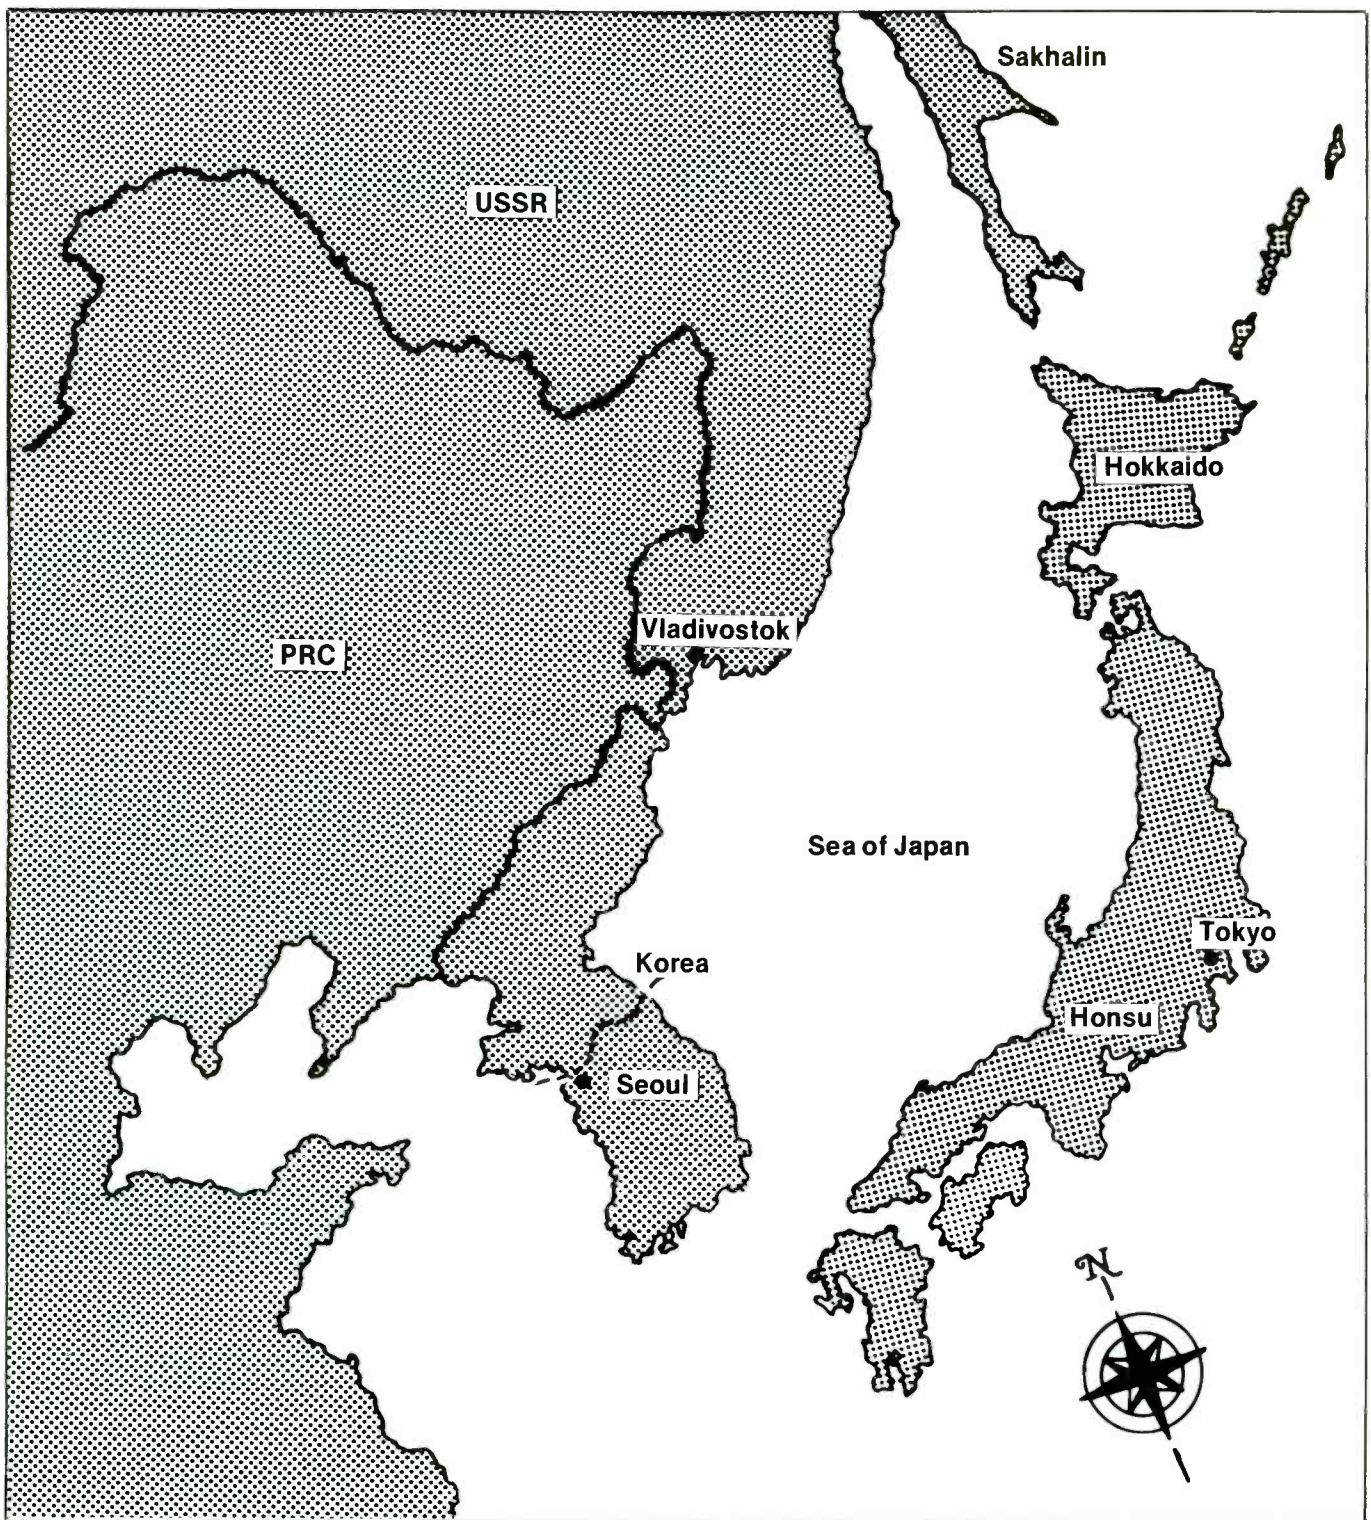 Sakhalin
USSR
Hokkaido
Vladivostok
PRC
Sea of Japan
Tokyo
Korea
Honsu
Seoul
N